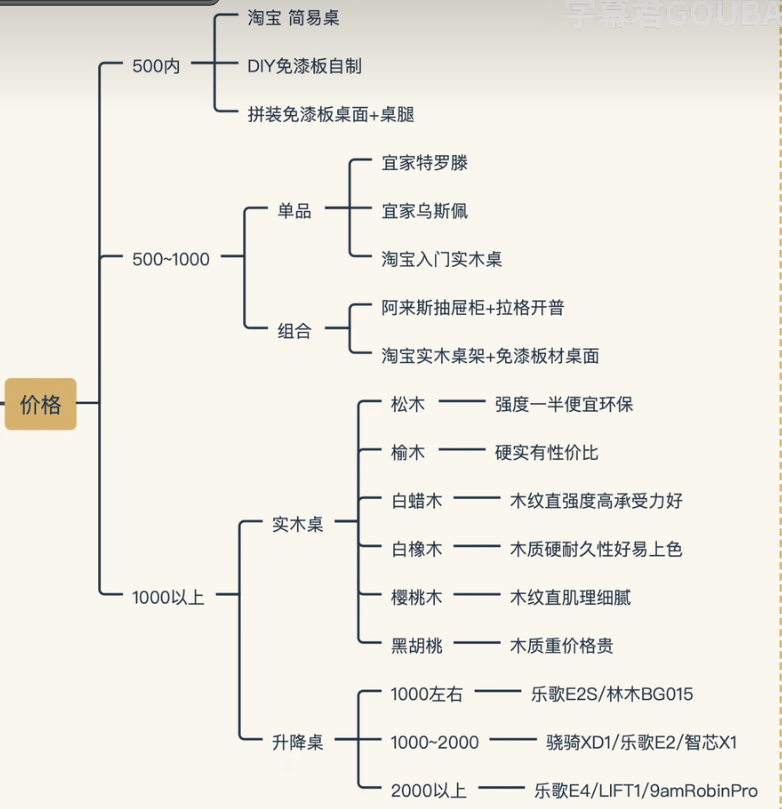 字幕君GOUBA
淘宝 简易桌
500内
DIY免漆板自制
拼装免漆板桌面+桌腿
宜家特罗滕
单品
宜家乌斯佩
500~1000
淘宝入门实木桌
阿来斯抽屉柜+拉格开普
组合
淘宝实木桌架+免漆板材桌面
价格
松木
强度一半便宜环保
榆木
硬实有性价比
白蜡木
木纹直强度高承受力好
实木桌
白橡木
木质硬耐久性好易上色
1000以上
樱桃木
木纹直肌理细腻
黑胡桃
木质重价格贵
1000左右
乐歌E2S/林木BG015
升降桌
1000~2000
骁骑XD1/乐歌E2/智芯X1
2000以上
乐歌E4/LIFT1/9amRobinPro